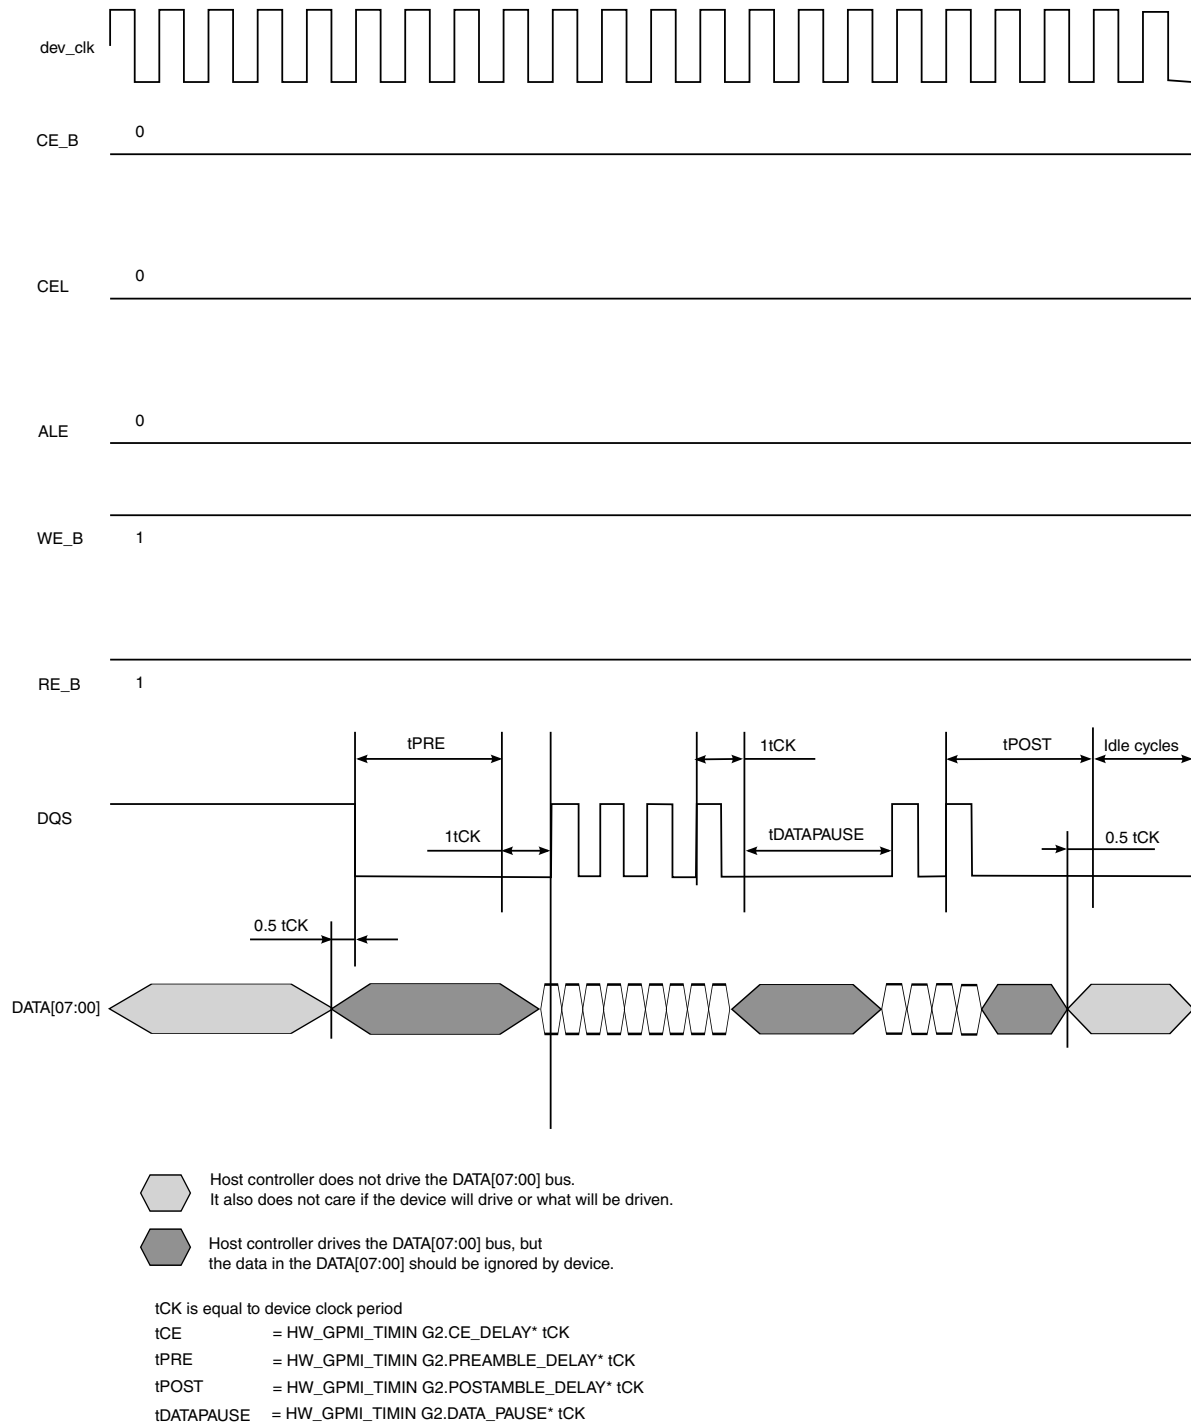 dev_clk
CE_B
0
CEL
0
ALE
0
WE_B
1
RE_B
1
tPRE
1tCK
tPOST
Idle cycles
DQS
1tCK
tDATAPAUSE
0.5 tCK
0.5 tCK
DATA[07:00]
Host controller does not drive the DATA[07:00] bus.
It also does not care if the device will drive or what will be driven.
Host controller drives the DATA[07:00] bus, but
the data in the DATA[07:00] should be ignored by device.
tCK is equal to device clock period
tCE = HW_GPMI_TIMIN G2.CE_DELAY* tCK
tPRE = HW_GPMI_TIMIN G2.PREAMBLE_DELAY* tCK
tPOST = HW_GPMI_TIMIN G2.POSTAMBLE_DELAY* tCK
tDATAPAUSE = HW_GPMI_TIMIN G2.DATA_PAUSE* tCK